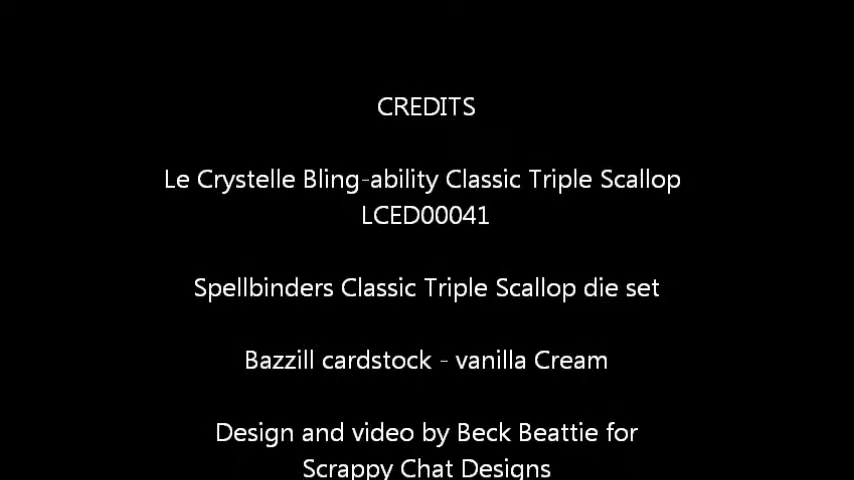 CREDITS
Le Crystelle Bling-ability Classic Triple Scallop
LCED00041
Spellbinders Classic Triple Scallop die set
Bazzill cardstock - vanilla Cream
Design and video by Beck Beattie for
Scrappy Chat Designs